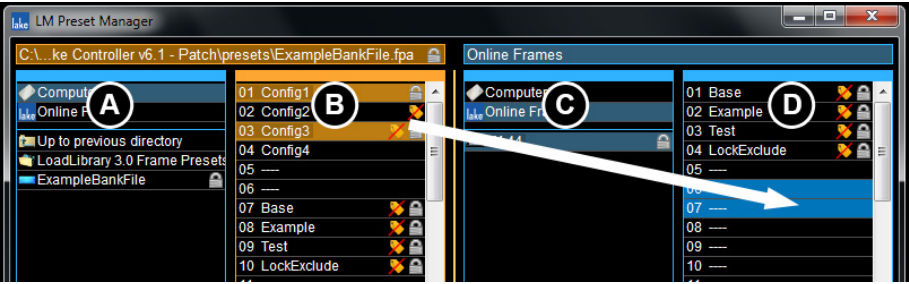 lake LM Preset Manager
C:\...ke Controller v6.1 - Patch\presets\ExampleBankFile.fpa
Online Frames
A
B
C
D
Computer
lake Online
Up to previous directory
LoadLibrary 3.0 Frame Presets
ExampleBankFile
01 Config1
02 Config2
03 Config3
04 Config4
05 ----
06 ----
07 Base
08 Example
09 Test
10 LockExclude
Computer
lake Online
01 Base
02 Example
03 Test
04 LockExclude
05 ----
07 ----
08 ----
09 ----
10 ----